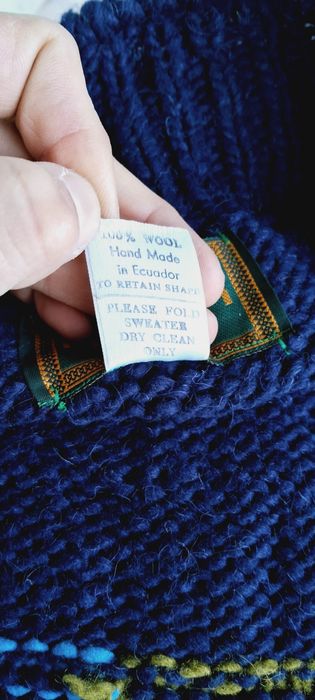 100% WOOL
Hand Made
in Ecuador
TO RETAIN SHAPE
PLEASE FOLD
SWEATER
DRY CLEAN
ONLY